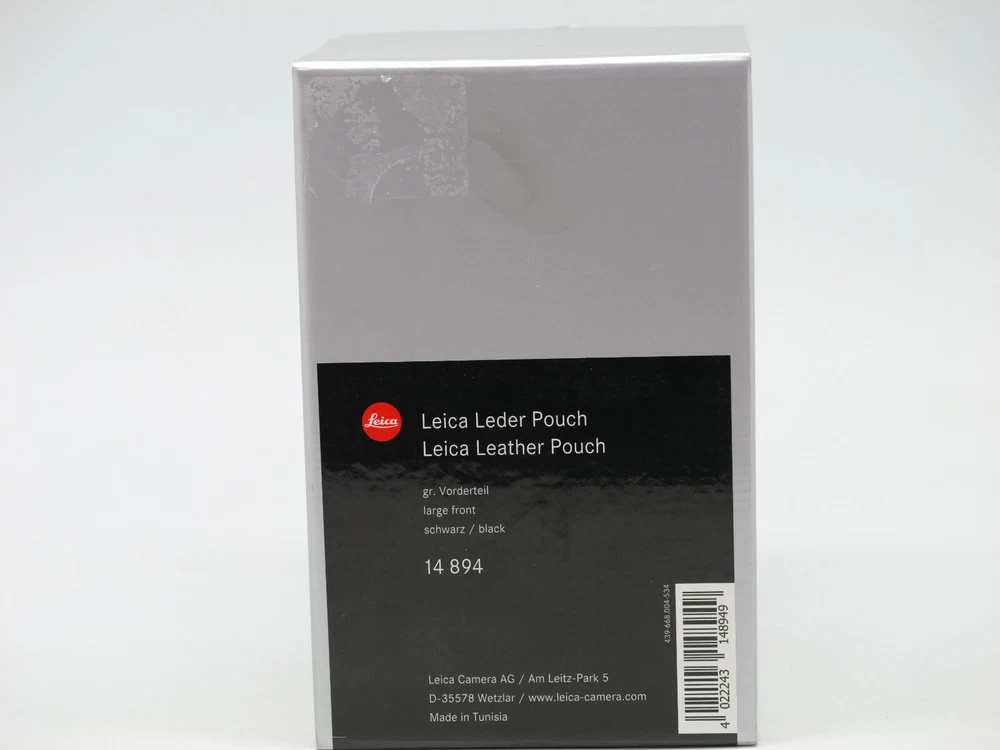 Leica
Leica Leder Pouch
Leica Leather Pouch
gr. Vorderteil
large front
schwarz / black
14 894
439-668.004-534
4 022243 148949
Leica Camera AG / Am Leitz-Park 5
D-35578 Wetzlar / www.leica-camera.com
Made in Tunisia